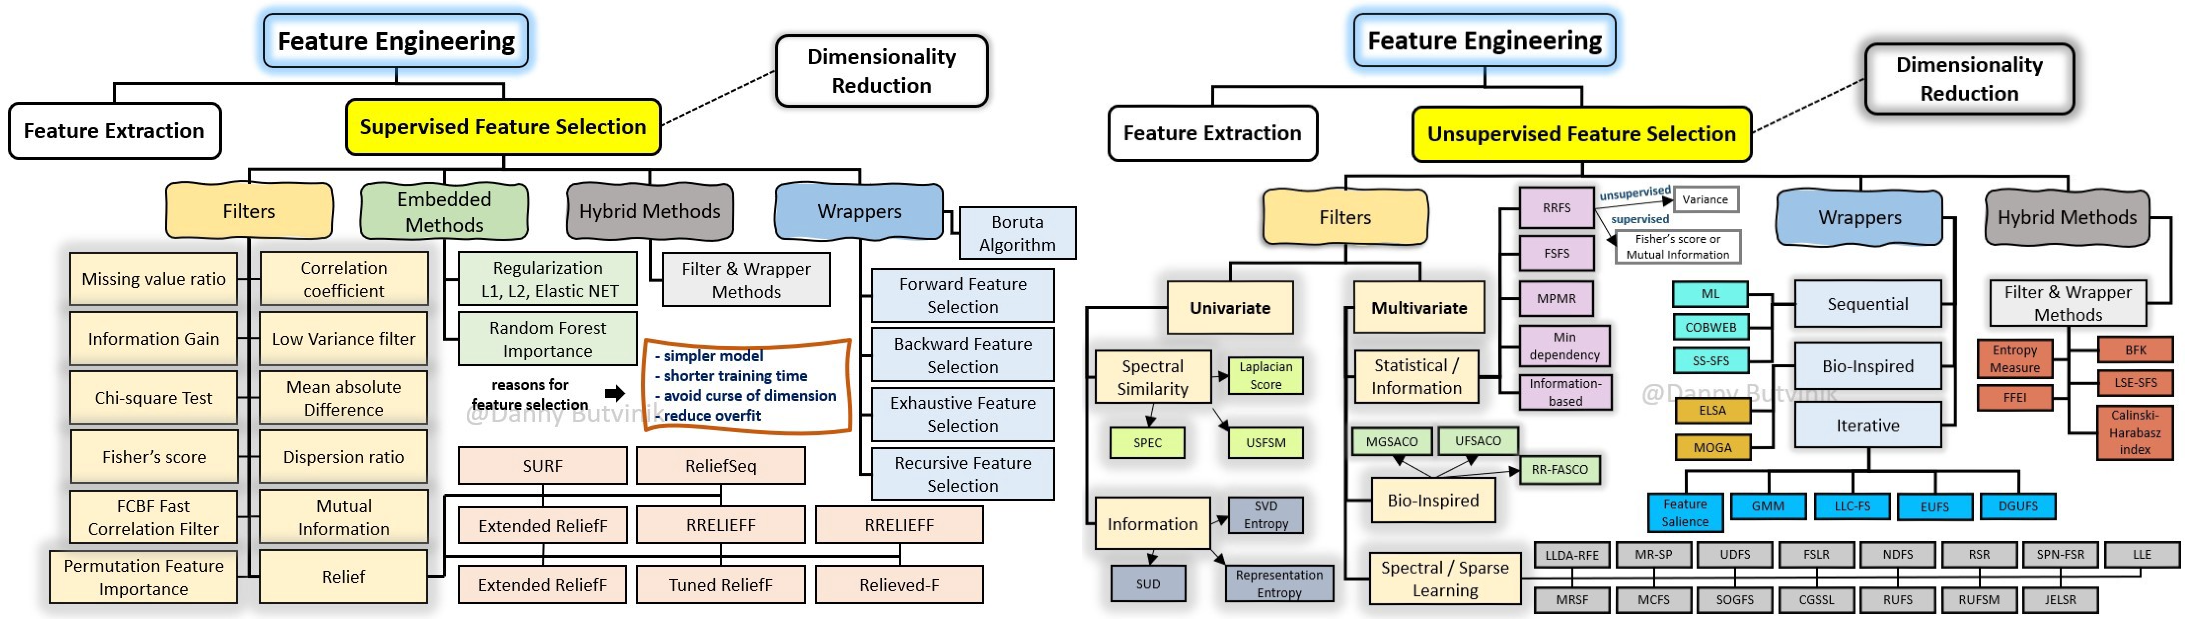 Feature Engineering
Dimensionality
Reduction
Feature Extraction
Supervised Feature Selection
Filters
Embedded
Methods
Hybrid Methods
Wrappers
Boruta
Algorithm
Missing value ratio
Correlation
coefficient
Regularization
L1, L2, Elastic NET
Filter & Wrapper
Methods
Forward Feature
Selection
Information Gain
Low Variance filter
Random Forest
Importance
Backward Feature
Selection
- simpler model
- shorter training time
- avoid curse of dimension
- reduce overfit
reasons for
feature selection
@Danny Butvinik
Chi-square Test
Mean absolute
Difference
Exhaustive Feature
Selection
Fisher's score
Dispersion ratio
SURF
ReliefSeq
Recursive Feature
Selection
FCBF Fast
Correlation Filter
Mutual
Information
Extended ReliefF
RRELIEFF
RRELIEFF
Permutation Feature
Importance
Relief
Extended ReliefF
Tuned ReliefF
Relieved-F
Feature Engineering
Dimensionality
Reduction
Feature Extraction
Unsupervised Feature Selection
Filters
RRFS
unsupervised
Variance
supervised
Fisher's score or
Mutual Information
Wrappers
Hybrid Methods
FSFS
MPMR
Min
dependency
Information-
based
Univariate
Multivariate
ML
COBWEB
SS-SFS
Sequential
Filter & Wrapper
Methods
Spectral
Similarity
Laplacian
Score
SPEC
USFSM
Statistical /
Information
Bio-Inspired
@Danny Butvinik
ELSA
MOGA
Iterative
Entropy
Measure
FFEI
BFK
LSE-SFS
Calinski-
Harabasz
index
MGSACO
UFSACO
RR-FASCO
Bio-Inspired
Information
SVD
Entropy
SUD
Representation
Entropy
Feature
Salience
GMM
LLC-FS
EUFS
DGUFS
Spectral / Sparse
Learning
LLDA-RFE
MR-SP
UDFS
FSLR
NDFS
RSR
SPN-FSR
LLE
MRSF
MCFS
SOGFS
CGSSL
RUFS
RUFSM
JELSR